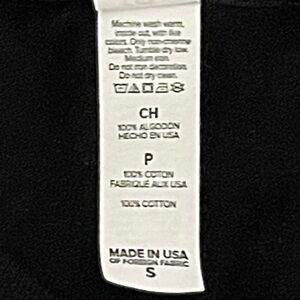 Machine wash warm,
inside out, with like
colors. Only non-chlorine
bleach. Tumble dry low.
Medium iron.
Do not iron decoration.
Do not dry clean.
CH
100% ALGODON
HECHO EN USA
P
100% COTON
FABRIQUÉ AUX USA
100% COTTON
MADE IN USA
OF FOREIGN FABRIC
S